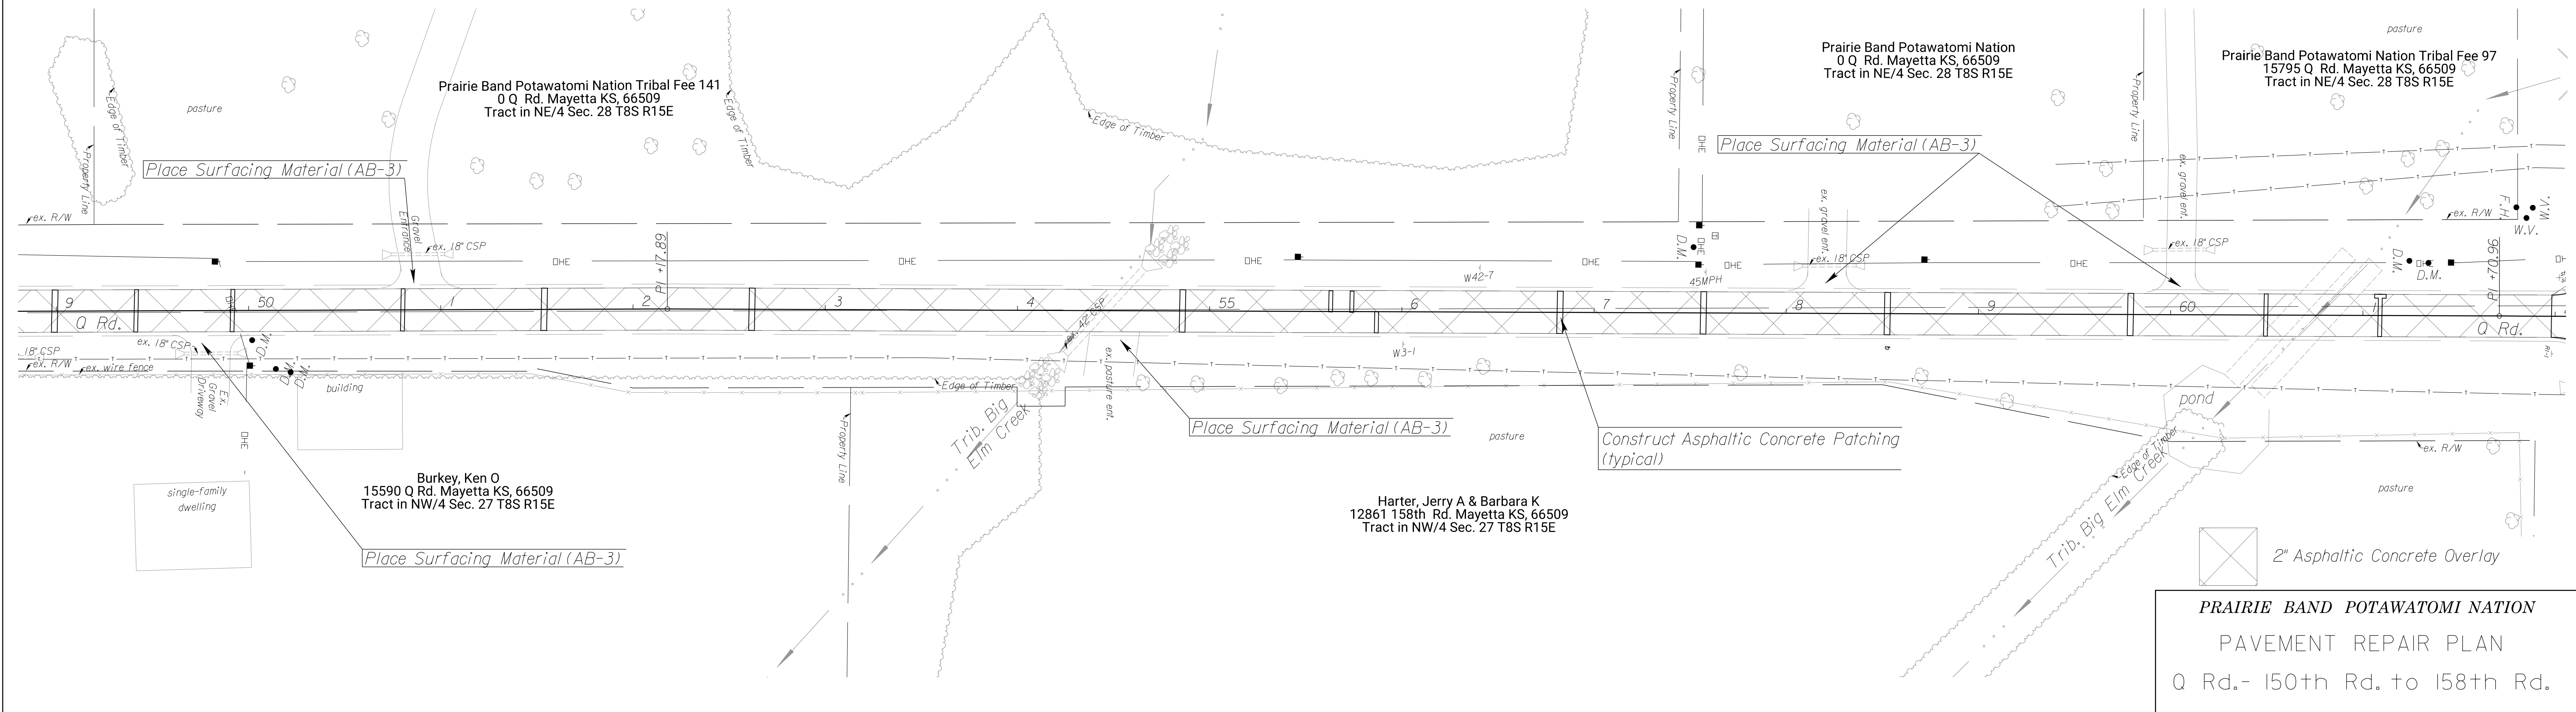 pasture
Edge of Timber
Property Line
Prairie Band Potawatomi Nation Tribal Fee 141
0 Q Rd. Mayetta KS, 66509
Tract in NE/4 Sec. 28 T8S R15E
Place Surfacing Material (AB-3)
Edge of Timber
Edge of Timber
Property Line
OHE
Prairie Band Potawatomi Nation
0 Q Rd. Mayetta KS, 66509
Tract in NE/4 Sec. 28 T8S R15E
Place Surfacing Material (AB-3)
Property Line
pasture
Prairie Band Potawatomi Nation Tribal Fee 97
15795 Q Rd. Mayetta KS, 66509
Tract in NE/4 Sec. 28 T8S R15E
ex. gravel ent.
ex. gravel ent.
ex. R/W
Gravel
Entrance
ex. 18" CSP
PI +17.89
OHE
OHE
OHE
W42-7
D.M.
OHE
OHE
45MPH
ex. 18" CSP
OHE
ex. 18" CSP
D.M.
OHE
D.M.
ex. R/W
F.H.
W.V.
W.V.
PI +70.96
9
50
1
2
3
4
55
6
7
8
9
60
1
Q Rd.
Q Rd.
18" CSP
ex. R/W
ex. wire fence
ex. 18" CSP
D.M.
D.M.
D.M.
Ex.
Gravel
Driveway
building
OHE
ex. 42" CSP
ex. pasture ent.
W3-1
Edge of Timber
Property Line
Trib. Big
Elm Creek
Place Surfacing Material (AB-3)
pasture
Construct Asphaltic Concrete Patching
(typical)
pond
Edge of Timber
Trib. Big Elm Creek
ex. R/W
pasture
single-family
dwelling
Burkey, Ken O
15590 Q Rd. Mayetta KS, 66509
Tract in NW/4 Sec. 27 T8S R15E
Place Surfacing Material (AB-3)
Harter, Jerry A & Barbara K
12861 158th Rd. Mayetta KS, 66509
Tract in NW/4 Sec. 27 T8S R15E
2" Asphaltic Concrete Overlay
PRAIRIE BAND POTAWATOMI NATION
PAVEMENT REPAIR PLAN
Q Rd.- 150th Rd. to 158th Rd.